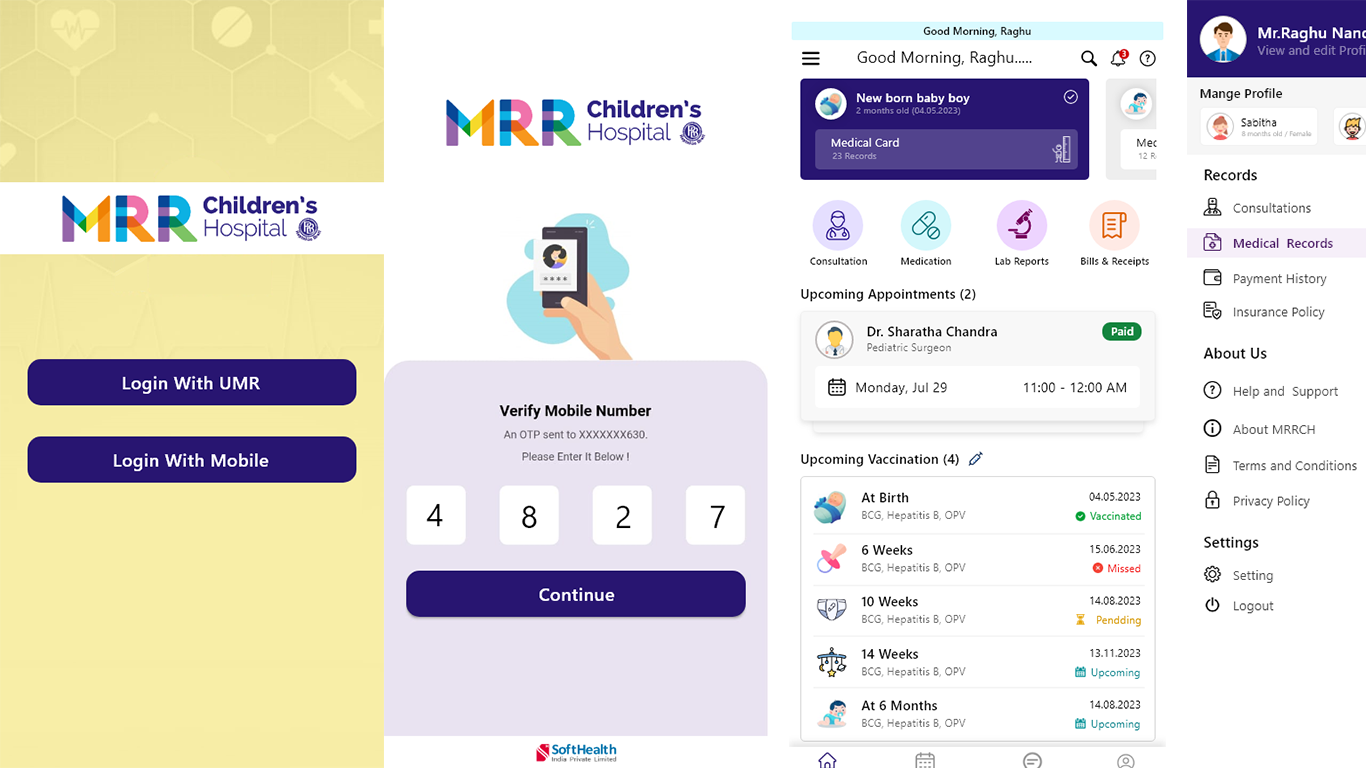 MRR Children's
Hospital
Login With UMR
Login With Mobile
MRR Children's
Hospital
Verify Mobile Number
An OTP sent to XXXXXXX630.
Please Enter It Below !
4 8 2 7
Continue
SoftHealth
India Private Limited
Good Morning, Raghu
Good Morning, Raghu.....
3
New born baby boy
2 months old (04.05.2023)
Medical Card
23 Records
Med
12 R
Consultation
Medication
Lab Reports
Bills & Receipts
Upcoming Appointments (2)
Dr. Sharatha Chandra
Paid
Pediatric Surgeon
Monday, Jul 29
11:00 - 12:00 AM
Upcoming Vaccination (4)
At Birth
04.05.2023
BCG, Hepatitis B, OPV
Vaccinated
6 Weeks
15.06.2023
BCG, Hepatitis B, OPV
Missed
10 Weeks
14.08.2023
BCG, Hepatitis B, OPV
Pendding
14 Weeks
13.11.2023
BCG, Hepatitis B, OPV
Upcoming
At 6 Months
14.08.2023
BCG, Hepatitis B, OPV
Upcoming
Mr.Raghu Nand
View and edit Profi
Mange Profile
Sabitha
8 months old / Female
Records
Consultations
Medical Records
Payment History
Insurance Policy
About Us
Help and Support
About MRRCH
Terms and Conditions
Privacy Policy
Settings
Setting
Logout